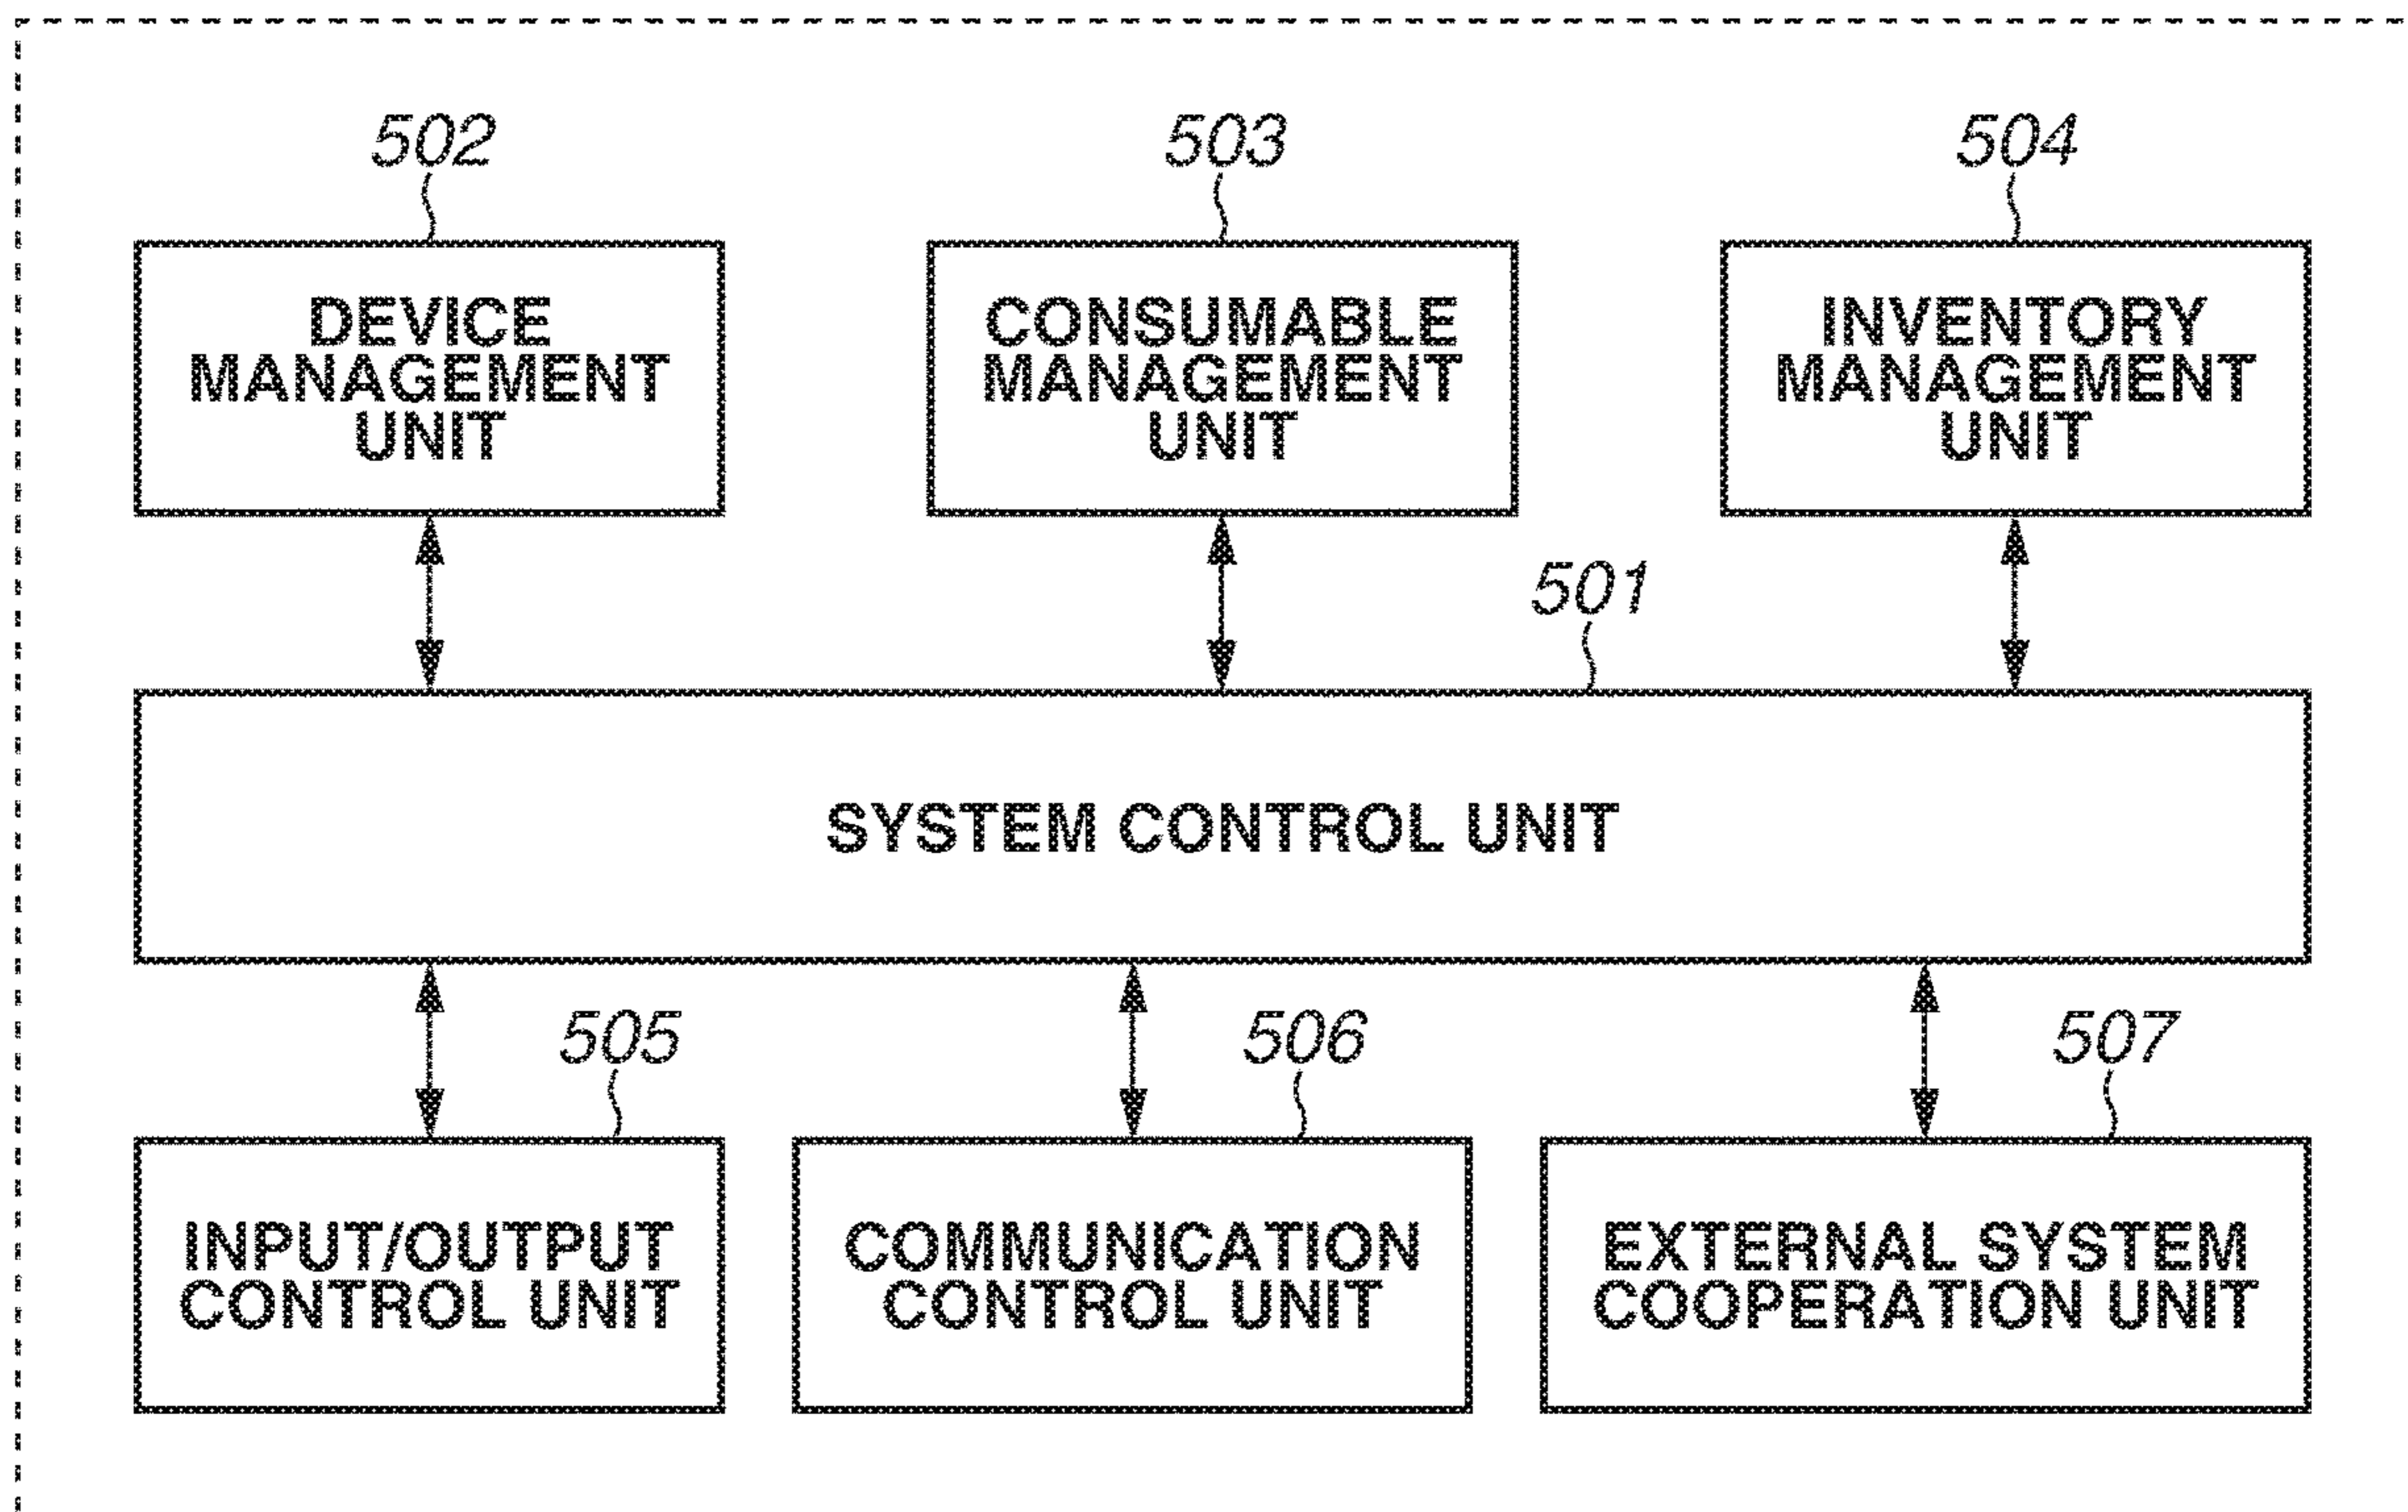 502
503
504
DEVICE
MANAGEMENT
UNIT
CONSUMABLE
MANAGEMENT
UNIT
INVENTORY
MANAGEMENT
UNIT
501
SYSTEM CONTROL UNIT
505
506
507
INPUT/OUTPUT
CONTROL UNIT
COMMUNICATION
CONTROL UNIT
EXTERNAL SYSTEM
COOPERATION UNIT